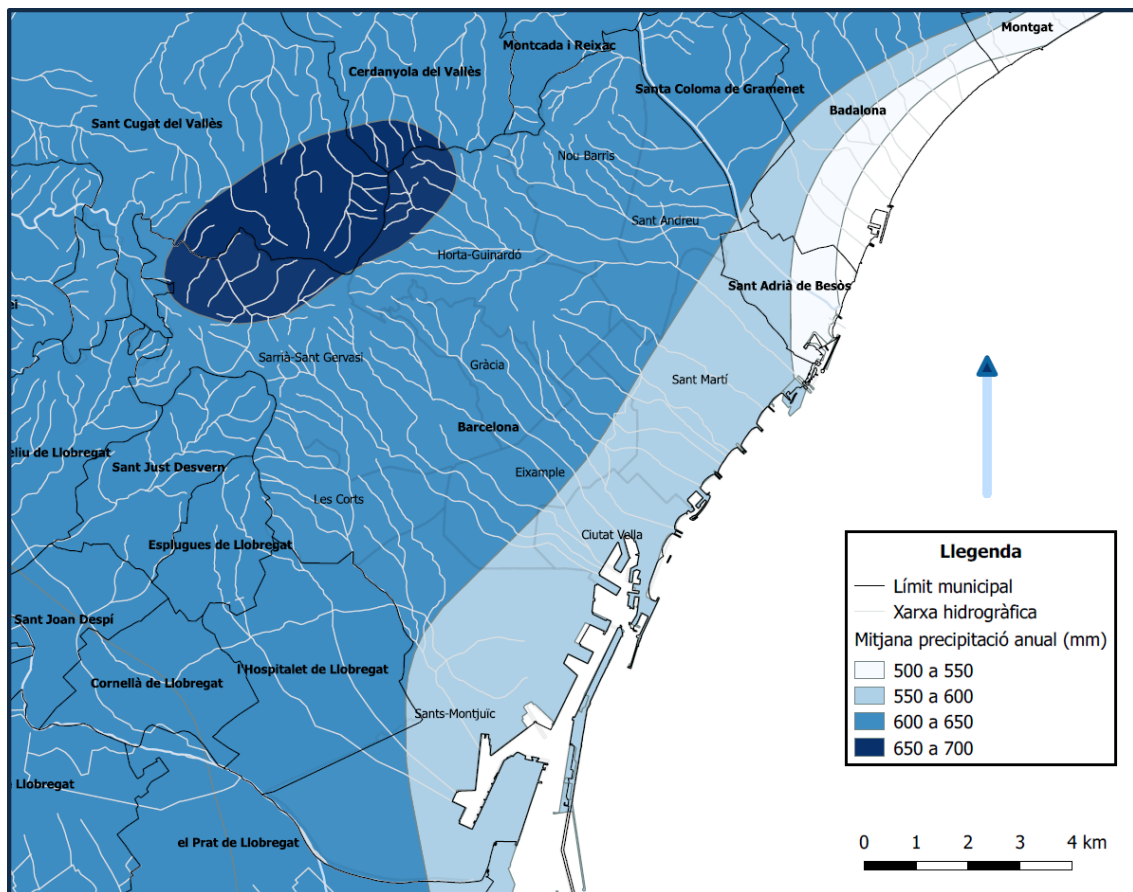 Montgat
Montcada i Reixac
Cerdanyola del Vallès
Santa Coloma de Gramenet
Badalona
Sant Cugat del Vallès
Nou Barris
Sant Andreu
Horta-Guinardó
Sant Adrià de Besòs
ei
Sarrià-Sant Gervasi
Gràcia
Sant Martí
Barcelona
eliu de Llobregat
Sant Just Desvern
Eixample
Les Corts
Ciutat Vella
Esplugues de Llobregat
Sant Joan Despí
l'Hospitalet de Llobregat
Cornellà de Llobregat
Sants-Montjuïc
e Llobregat
el Prat de Llobregat
Llegenda
Límit municipal
Xarxa hidrogràfica
Mitjana precipitació anual (mm)
500 a 550
550 a 600
600 a 650
650 a 700
0 1 2 3 4 km